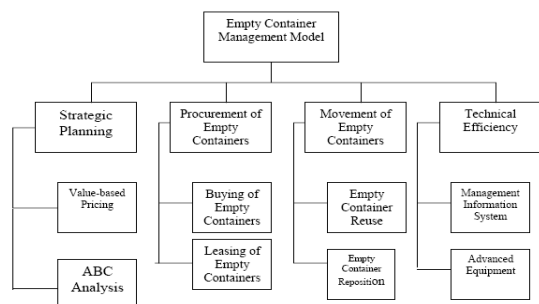 Empty Container
Management Model
Strategic
Planning
Procurement of
Empty
Containers
Movement of
Empty
Containers
Technical
Efficiency
Value-based
Pricing
Buying of
Empty
Containers
Empty
Container
Reuse
Management
Information
System
ABC
Analysis
Leasing of
Empty
Containers
Empty
Container
Reposition
Advanced
Equipment